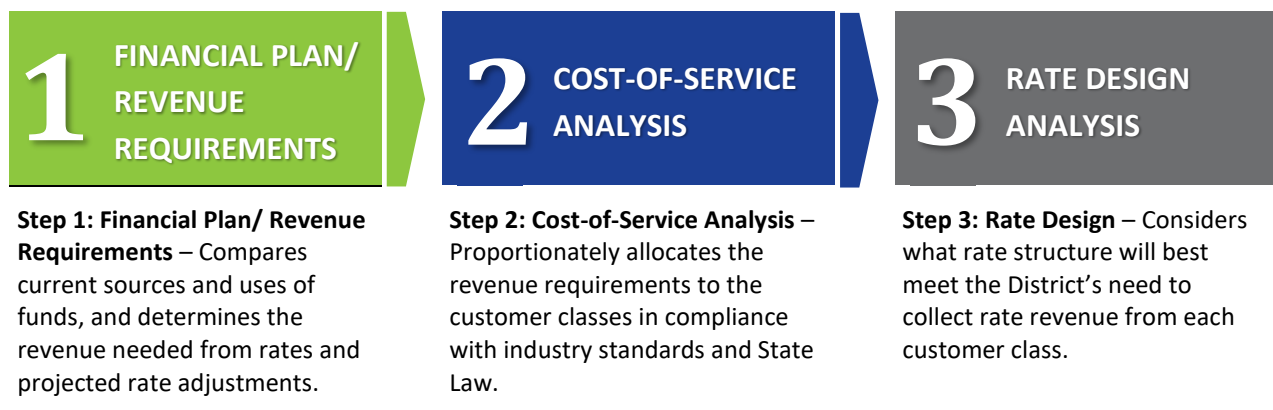 1
FINANCIAL PLAN/
REVENUE
REQUIREMENTS
2
COST-OF-SERVICE
ANALYSIS
3
RATE DESIGN
ANALYSIS
Step 1: Financial Plan/ Revenue
Requirements – Compares
current sources and uses of
funds, and determines the
revenue needed from rates and
projected rate adjustments.
Step 2: Cost-of-Service Analysis –
Proportionately allocates the
revenue requirements to the
customer classes in compliance
with industry standards and State
Law.
Step 3: Rate Design – Considers
what rate structure will best
meet the District’s need to
collect rate revenue from each
customer class.